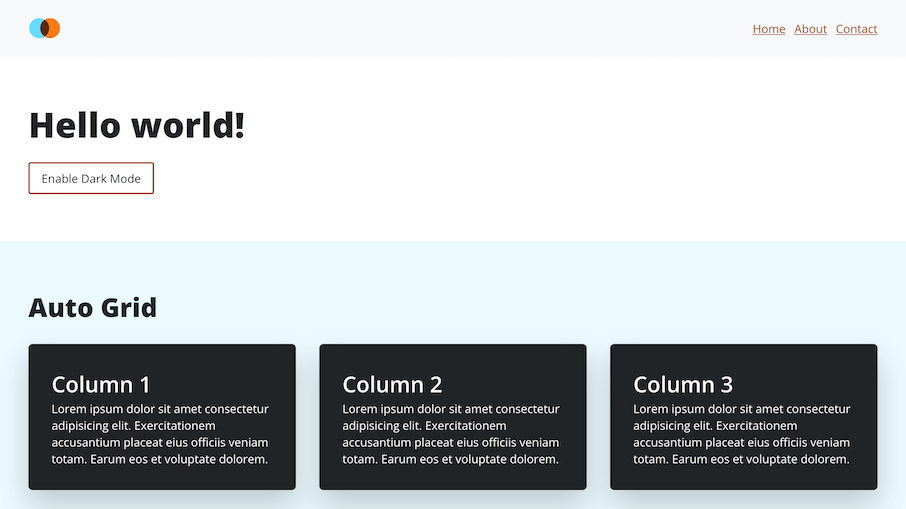 Home About Contact
Hello world!
Enable Dark Mode
Auto Grid
Column 1
Lorem ipsum dolor sit amet consectetur
adipisicing elit. Exercitationem
accusantium placeat eius officiis veniam
totam. Earum eos et voluptate dolorem.
Column 2
Lorem ipsum dolor sit amet consectetur
adipisicing elit. Exercitationem
accusantium placeat eius officiis veniam
totam. Earum eos et voluptate dolorem.
Column 3
Lorem ipsum dolor sit amet consectetur
adipisicing elit. Exercitationem
accusantium placeat eius officiis veniam
totam. Earum eos et voluptate dolorem.